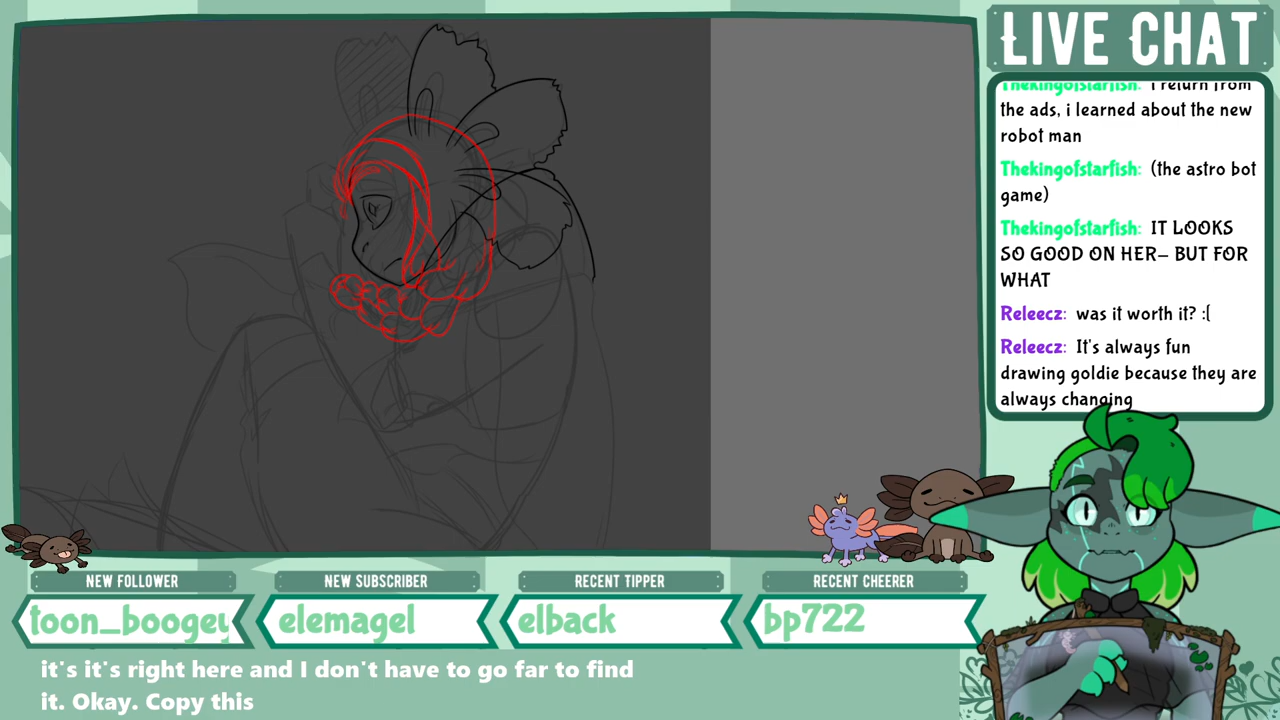 LIVE CHAT
Thekingofstarfish: I return from
the ads, i learned about the new
robot man
Thekingofstarfish: (the astro bot
game)
Thekingofstarfish: IT LOOKS
SO GOOD ON HER– BUT FOR
WHAT
Releecz: was it worth it? :[
Releecz: It's always fun
drawing goldie because they are
always changing
NEW FOLLOWER
toon_boogey
NEW SUBSCRIBER
elemagel
RECENT TIPPER
elback
RECENT CHEERER
bp722
it's it's right here and I don't have to go far to find
it. Okay. Copy this